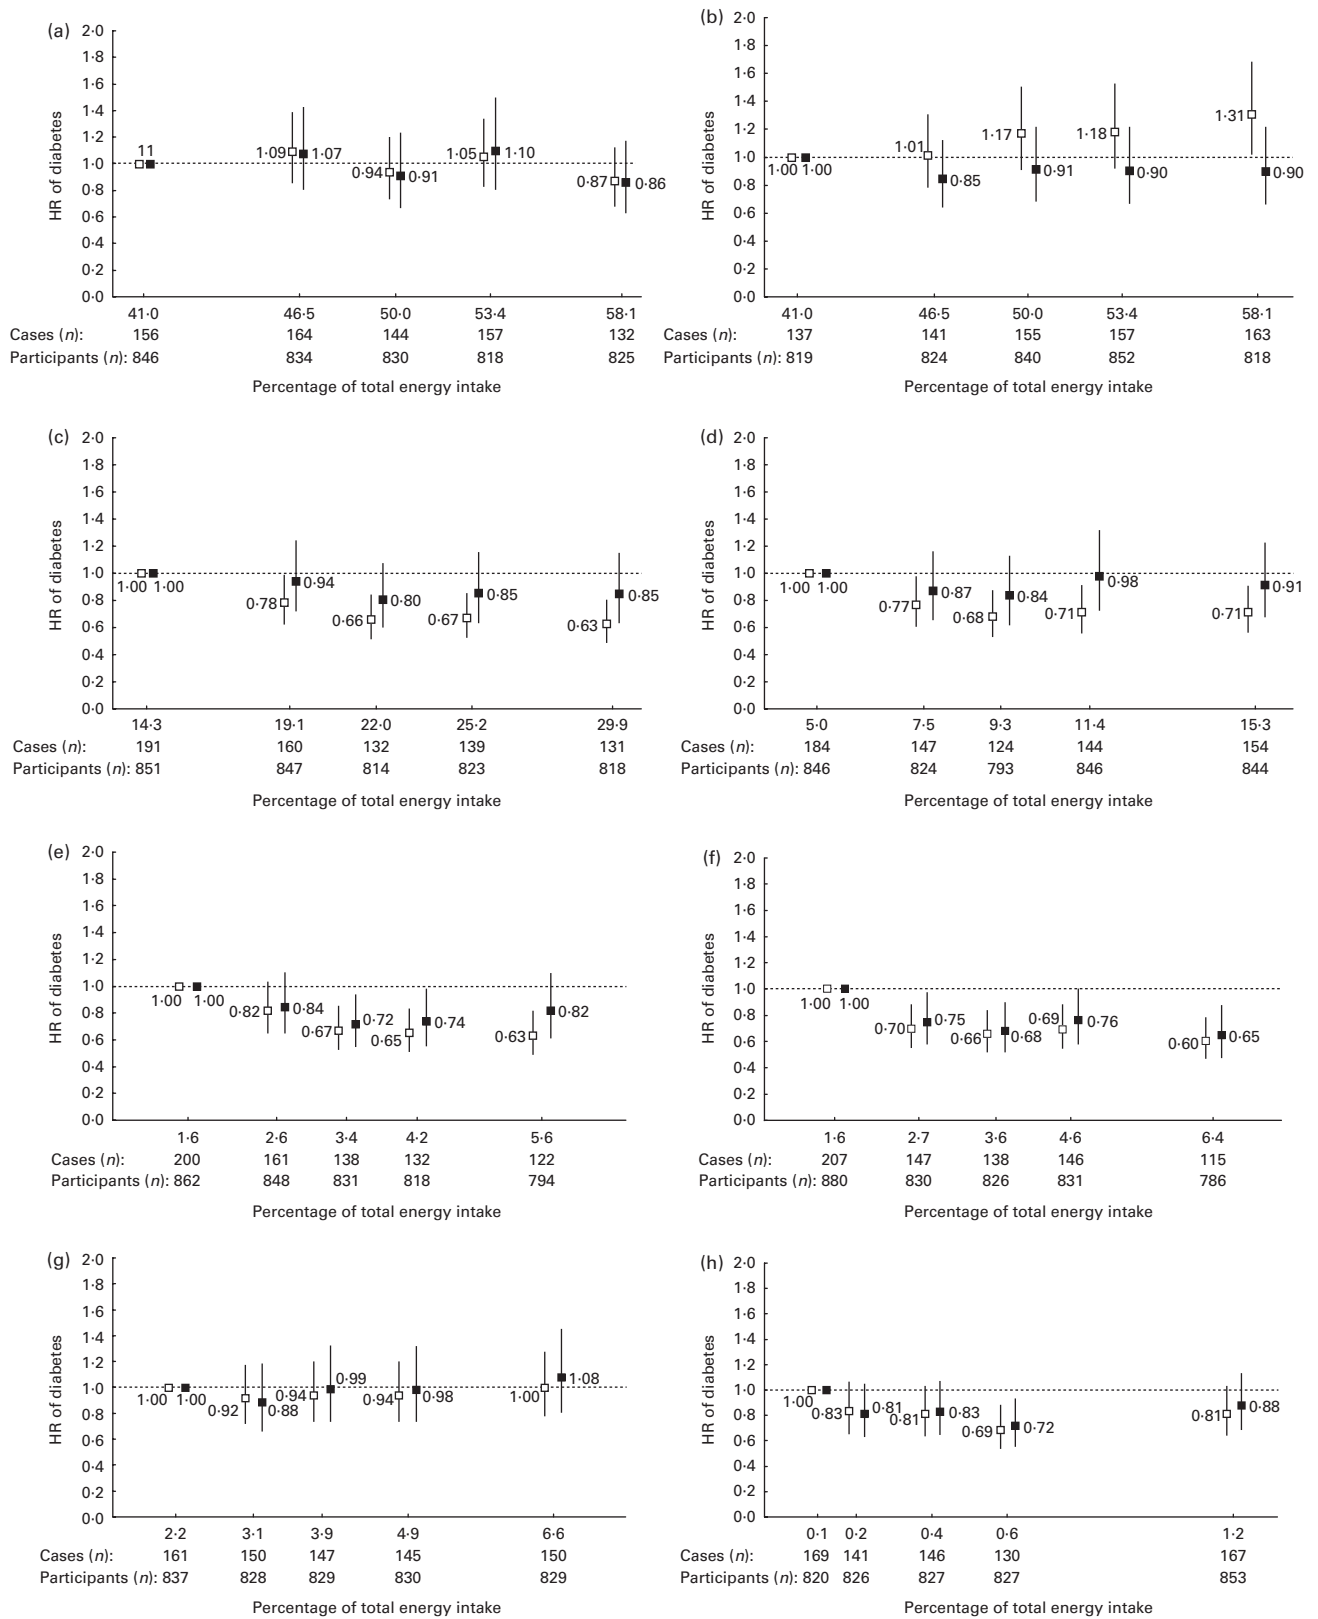 (a)
HR of diabetes
2·0
1·8
1·6
1·4
1·2
1·0
0·8
0·6
0·4
0·2
0·0
11
1·09 1·07
0·94 0·91
1·05 1·10
0·87 0·86
41·0 46·5 50·0 53·4 58·1
Cases (n): 156 164 144 157 132
Participants (n): 846 834 830 818 825
Percentage of total energy intake
(b)
HR of diabetes
2·0
1·8
1·6
1·4
1·2
1·0
0·8
0·6
0·4
0·2
0·0
1·00 1·00
1·01 0·85
1·17 0·91
1·18 0·90
1·31 0·90
41·0 46·5 50·0 53·4 58·1
Cases (n): 137 141 155 157 163
Participants (n): 819 824 840 852 818
Percentage of total energy intake
(c)
HR of diabetes
2·0
1·8
1·6
1·4
1·2
1·0
0·8
0·6
0·4
0·2
0·0
1·00 1·00
0·78 0·94
0·66 0·80
0·67 0·85
0·63 0·85
14·3 19·1 22·0 25·2 29·9
Cases (n): 191 160 132 139 131
Participants (n): 851 847 814 823 818
Percentage of total energy intake
(d)
HR of diabetes
2·0
1·8
1·6
1·4
1·2
1·0
0·8
0·6
0·4
0·2
0·0
1·00 1·00
0·77 0·87
0·68 0·84
0·71 0·98
0·71 0·91
5·0 7·5 9·3 11·4 15·3
Cases (n): 184 147 124 144 154
Participants (n): 846 824 793 846 844
Percentage of total energy intake
(e)
HR of diabetes
2·0
1·8
1·6
1·4
1·2
1·0
0·8
0·6
0·4
0·2
0·0
1·00 1·00
0·82 0·84
0·67 0·72
0·65 0·74
0·63 0·82
1·6 2·6 3·4 4·2 5·6
Cases (n): 200 161 138 132 122
Participants (n): 862 848 831 818 794
Percentage of total energy intake
(f)
HR of diabetes
2·0
1·8
1·6
1·4
1·2
1·0
0·8
0·6
0·4
0·2
0·0
1·00 1·00
0·70 0·75
0·66 0·68
0·69 0·76
0·60 0·65
1·6 2·7 3·6 4·6 6·4
Cases (n): 207 147 138 146 115
Participants (n): 880 830 826 831 786
Percentage of total energy intake
(g)
HR of diabetes
2·0
1·8
1·6
1·4
1·2
1·0
0·8
0·6
0·4
0·2
0·0
1·00 1·00
0·92 0·88
0·94 0·99
0·94 0·98
1·00 1·08
2·2 3·1 3·9 4·9 6·6
Cases (n): 161 150 147 145 150
Participants (n): 837 828 829 830 829
Percentage of total energy intake
(h)
HR of diabetes
2·0
1·8
1·6
1·4
1·2
1·0
0·8
0·6
0·4
0·2
0·0
1·00
0·83 0·81
0·81 0·83
0·69 0·72
0·81 0·88
0·1 0·2 0·4 0·6 1·2
Cases (n): 169 141 146 130 167
Participants (n): 820 826 827 827 853
Percentage of total energy intake